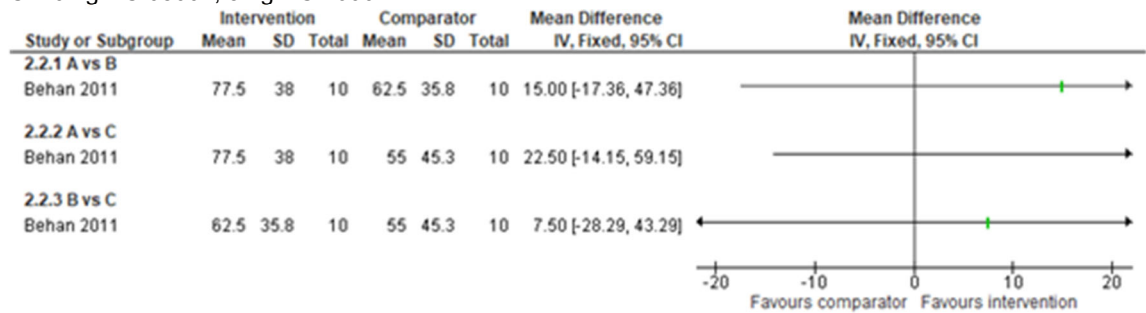 Intervention Comparator Mean Difference Mean Difference
Study or Subgroup Mean SD Total Mean SD Total IV, Fixed, 95% CI IV, Fixed, 95% CI
2.2.1 A vs B
Behan 2011 77.5 38 10 62.5 35.8 10 15.00 [-17.36, 47.36]
2.2.2 A vs C
Behan 2011 77.5 38 10 55 45.3 10 22.50 [-14.15, 59.15]
2.2.3 B vs C
Behan 2011 62.5 35.8 10 55 45.3 10 7.50 [-28.29, 43.29]
-20 -10 0 10 20
Favours comparator Favours intervention